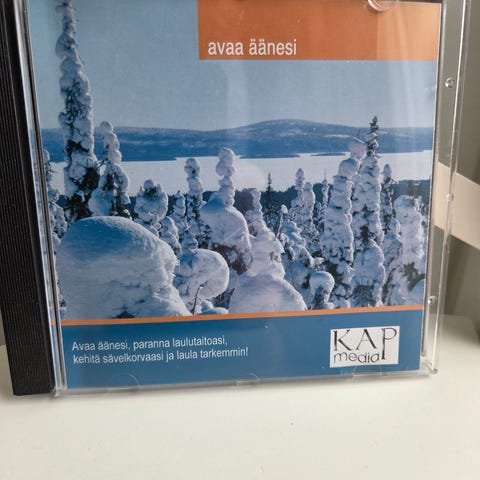 avaa äänesi
Avaa äänesi, paranna laulutaitoasi,
kehitä sävelkorvaasi ja laula tarkemmin!
KAP
media